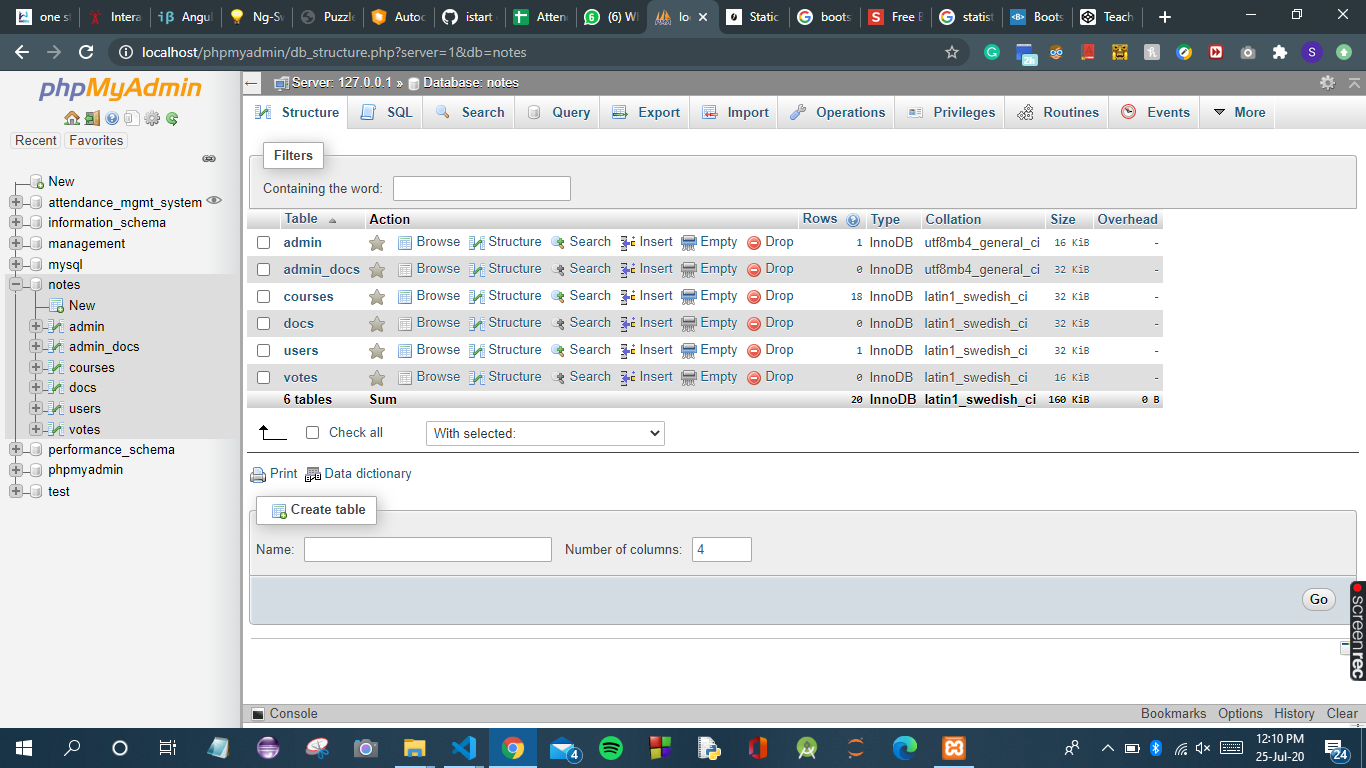 one s
Intera
Angul
Ng-Sw
Puzzle
Autoc
istart
Atten
(6) W
lo
Static
boots
Free E
statist
Boots
Teach
localhost/phpmyadmin/db_structure.php?server=1&db=notes
2h
S
phpMyAdmin
Recent Favorites
New
attendance_mgmt_system
information_schema
management
mysql
notes
New
admin
admin_docs
courses
docs
users
votes
performance_schema
phpmyadmin
test
Server: 127.0.0.1 » Database: notes
Structure SQL Search Query Export Import Operations Privileges Routines Events More
Filters
Containing the word:
Table Action Rows Type Collation Size Overhead
admin Browse Structure Search Insert Empty Drop 1 InnoDB utf8mb4_general_ci 16 KiB -
admin_docs Browse Structure Search Insert Empty Drop 0 InnoDB utf8mb4_general_ci 32 KiB -
courses Browse Structure Search Insert Empty Drop 18 InnoDB latin1_swedish_ci 32 KiB -
docs Browse Structure Search Insert Empty Drop 0 InnoDB latin1_swedish_ci 32 KiB -
users Browse Structure Search Insert Empty Drop 1 InnoDB latin1_swedish_ci 32 KiB -
votes Browse Structure Search Insert Empty Drop 0 InnoDB latin1_swedish_ci 16 KiB -
6 tables Sum 20 InnoDB latin1_swedish_ci 160 KiB 0 B
Check all With selected:
Print Data dictionary
Create table
Name: Number of columns: 4
Go
screenrec
Console Bookmarks Options History Clear
4
12:10 PM
25-Jul-20
24